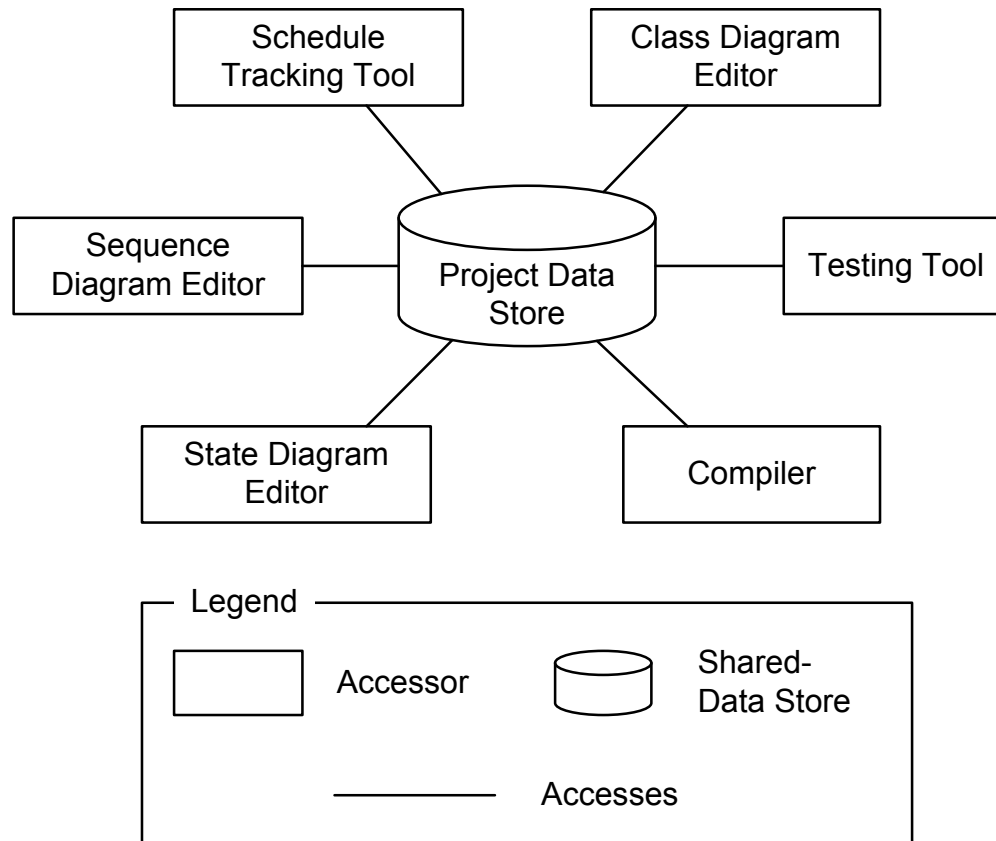 Schedule
Tracking Tool
Class Diagram
Editor
Sequence
Diagram Editor
Project Data
Store
Testing Tool
State Diagram
Editor
Compiler
Legend
Accessor
Shared-
Data Store
Accesses